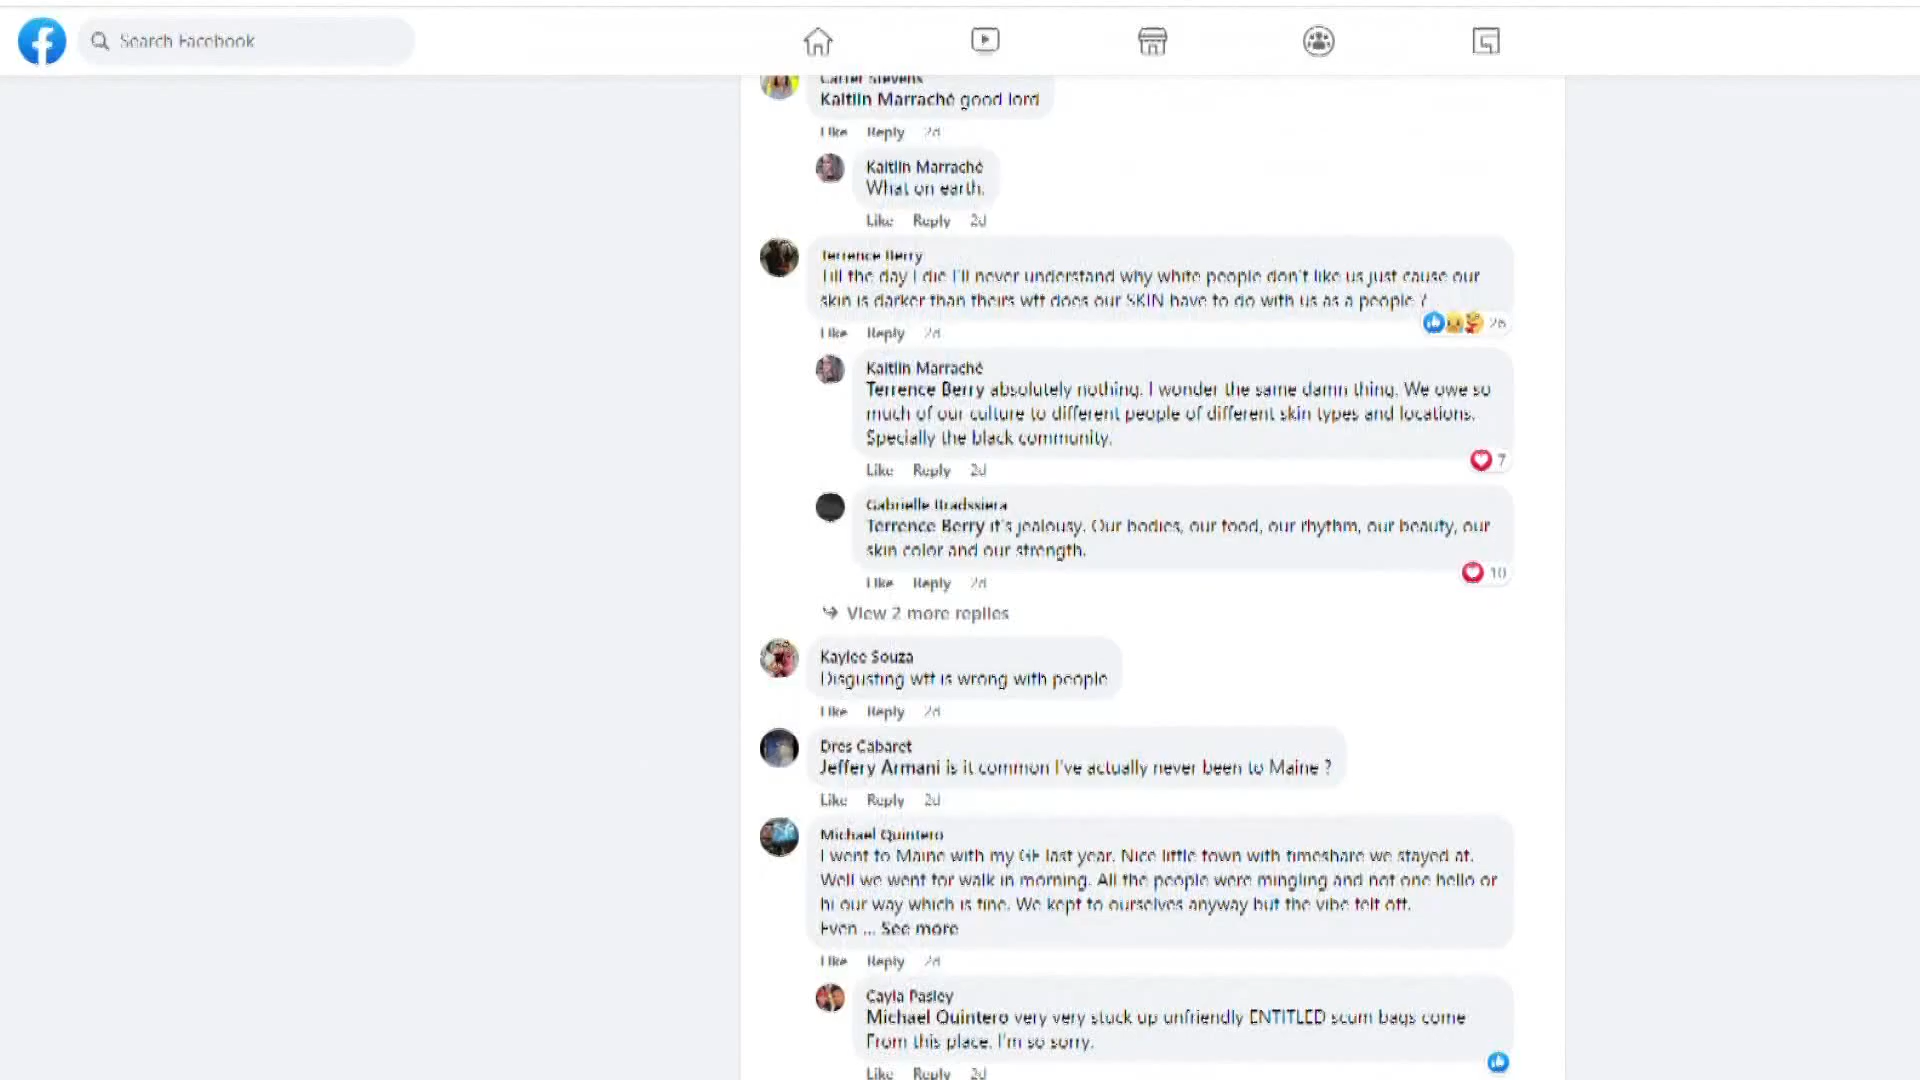 Search Facebook
Carter Stevens
Kaitlin Marraché good lord
Like Reply 2d
Kaitlin Marraché
What on earth.
Like Reply 2d
Terrence Berry
Till the day I die I'll never understand why white people don't like us just cause our
skin is darker than theirs wtf does our SKIN have to do with us as a people ?
26
Like Reply 2d
Kaitlin Marraché
Terrence Berry absolutely nothing. I wonder the same damn thing. We owe so
much of our culture to different people of different skin types and locations.
Specially the black community.
7
Like Reply 2d
Gabrielle Bradssiera
Terrence Berry it's jealousy. Our bodies, our food, our rhythm, our beauty, our
skin color and our strength.
10
Like Reply 2d
View 2 more replies
Kaylee Souza
Disgusting wtf is wrong with people
Like Reply 2d
Dres Cabaret
Jeffery Armani is it common I've actually never been to Maine ?
Like Reply 2d
Michael Quintero
I went to Maine with my GF last year. Nice little town with timeshare we stayed at.
Well we went for walk in morning. All the people were mingling and not one hello or
hi our way which is fine. We kept to ourselves anyway but the vibe felt off.
Even ... See more
Like Reply 2d
Cayla Pasley
Michael Quintero very very stuck up unfriendly ENTITLED scum bags come
From this place. I'm so sorry.
Like Reply 2d